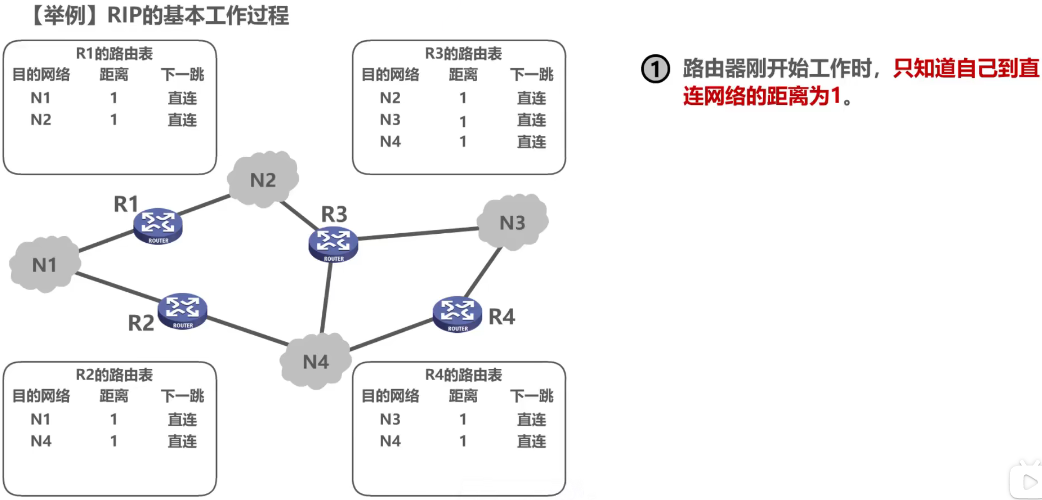 【举例】RIP的基本工作过程
R1的路由表
目的网络 距离 下一跳
N1 1 直连
N2 1 直连
R3的路由表
目的网络 距离 下一跳
N2 1 直连
N3 1 直连
N4 1 直连
① 路由器刚开始工作时，只知道自己到直
连网络的距离为1。
N2
R1
R3
N3
ROUTER
ROUTER
N1
R2
ROUTER
ROUTER
R4
N4
R2的路由表
目的网络 距离 下一跳
N1 1 直连
N4 1 直连
R4的路由表
目的网络 距离 下一跳
N3 1 直连
N4 1 直连